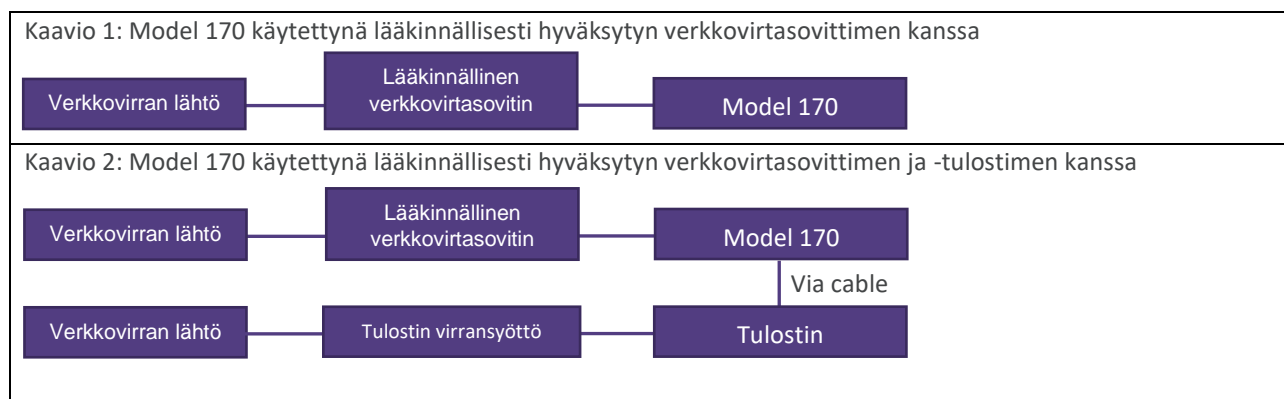 Kaavio 1: Model 170 käytettynä lääkinnällisesti hyväksytyn verkkovirtasovittimen kanssa
Verkkovirran lähtö
Lääkinnällinen
verkkovirtasovitin
Model 170
Kaavio 2: Model 170 käytettynä lääkinnällisesti hyväksytyn verkkovirtasovittimen ja -tulostimen kanssa
Verkkovirran lähtö
Lääkinnällinen
verkkovirtasovitin
Model 170
Via cable
Verkkovirran lähtö
Tulostin virransyöttö
Tulostin